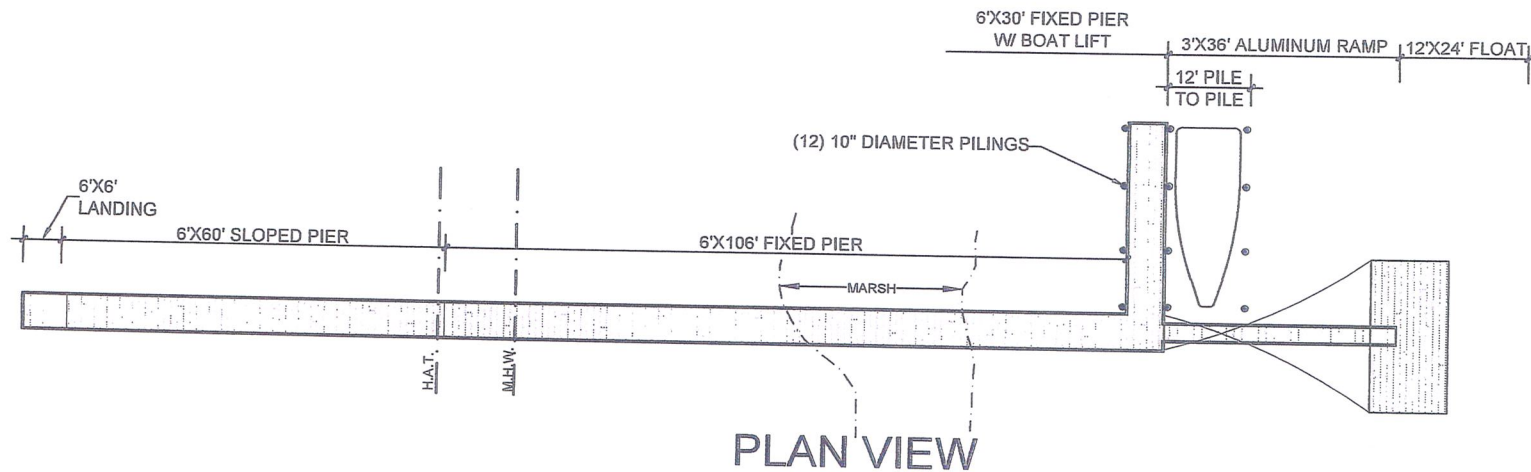 6'X30' FIXED PIER
W/ BOAT LIFT
3'X36' ALUMINUM RAMP
12'X24' FLOAT
12' PILE
TO PILE
(12) 10" DIAMETER PILINGS
6'X6'
LANDING
6'X60' SLOPED PIER
6'X106' FIXED PIER
MARSH
H.A.T.
M.H.W.
PLAN VIEW